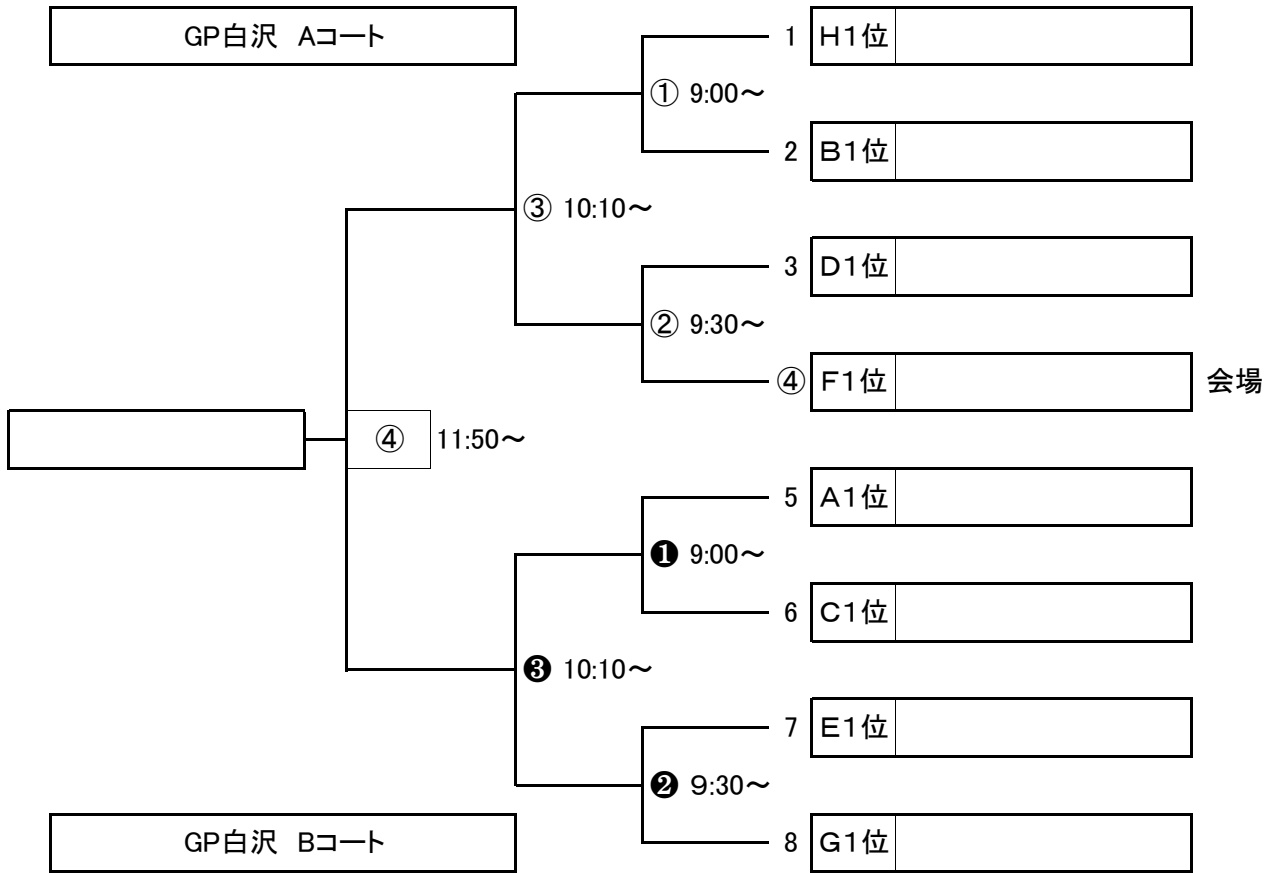 GP白沢　Aコート
1 H1位
① 9:00～
2 B1位
③ 10:10～
3 D1位
② 9:30～
④ F1位 会場
④ 11:50～
5 A1位
❶ 9:00～
6 C1位
❸ 10:10～
7 E1位
❷ 9:30～
GP白沢　Bコート
8 G1位